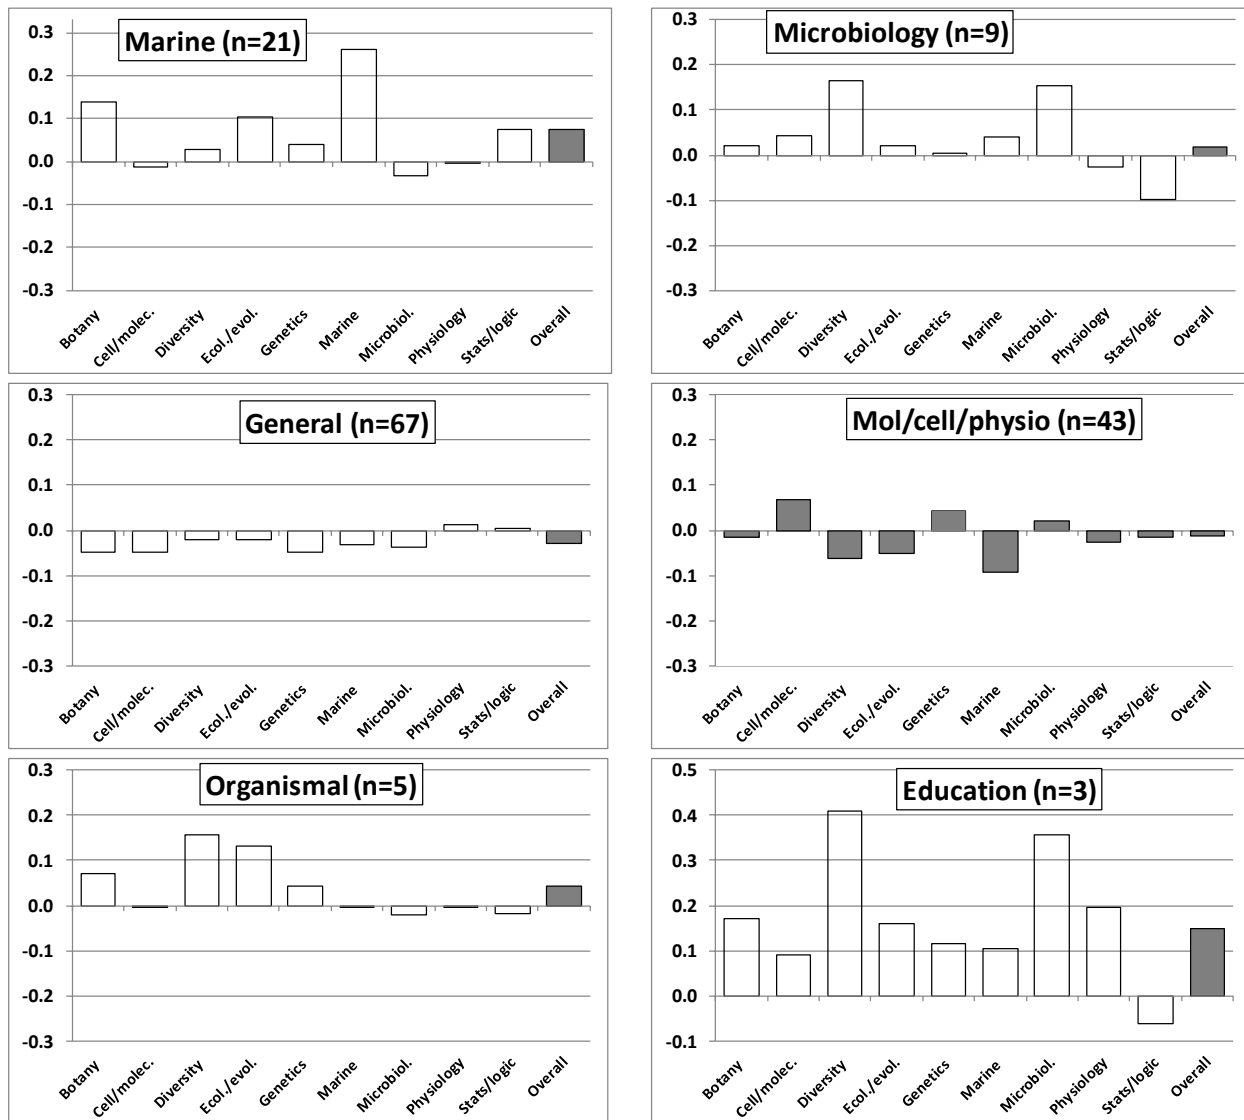 Marine (n=21)
0.3
0.2
0.1
0.0
-0.1
-0.2
-0.3
Botany
Cell/molec.
Diversity
Ecol./evol.
Genetics
Marine
Microbiol.
Physiology
Stats/logic
Overall
Microbiology (n=9)
0.3
0.2
0.1
0.0
-0.1
-0.2
-0.3
Botany
Cell/molec.
Diversity
Ecol./evol.
Genetics
Marine
Microbiol.
Physiology
Stats/logic
Overall
General (n=67)
0.3
0.2
0.1
0.0
-0.1
-0.2
-0.3
Botany
Cell/molec.
Diversity
Ecol./evol.
Genetics
Marine
Microbiol.
Physiology
Stats/logic
Overall
Mol/cell/physio (n=43)
0.3
0.2
0.1
0.0
-0.1
-0.2
-0.3
Botany
Cell/molec.
Diversity
Ecol./evol.
Genetics
Marine
Microbiol.
Physiology
Stats/logic
Overall
Organismal (n=5)
0.3
0.2
0.1
0.0
-0.1
-0.2
-0.3
Botany
Cell/molec.
Diversity
Ecol./evol.
Genetics
Marine
Microbiol.
Physiology
Stats/logic
Overall
Education (n=3)
0.5
0.4
0.3
0.2
0.1
0.0
-0.1
Botany
Cell/molec.
Diversity
Ecol./evol.
Genetics
Marine
Microbiol.
Physiology
Stats/logic
Overall